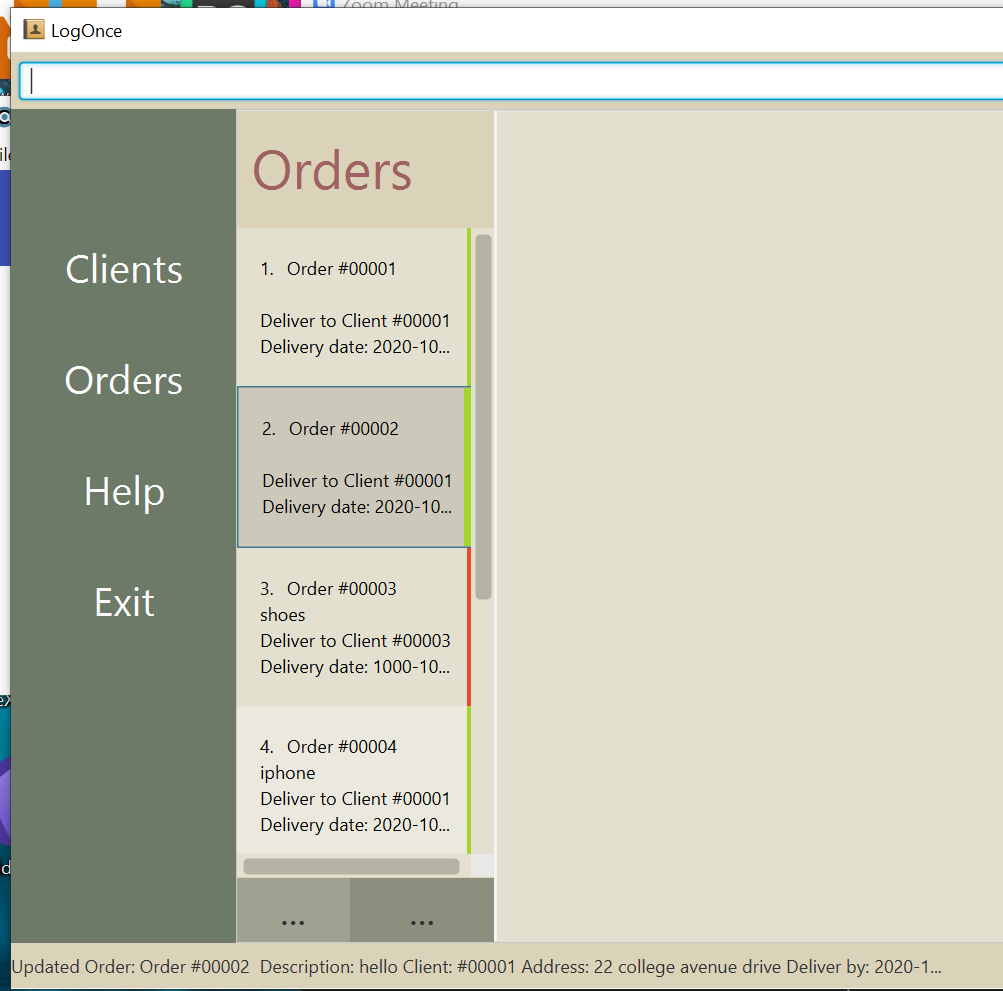 Zoom Meeting
LogOnce
Clients
Orders
Help
Exit
Orders
1. Order #00001
Deliver to Client #00001
Delivery date: 2020-10...
2. Order #00002
Deliver to Client #00001
Delivery date: 2020-10...
3. Order #00003
shoes
Deliver to Client #00003
Delivery date: 1000-10...
4. Order #00004
iphone
Deliver to Client #00001
Delivery date: 2020-10...
... ...
Updated Order: Order #00002 Description: hello Client: #00001 Address: 22 college avenue drive Deliver by: 2020-1...